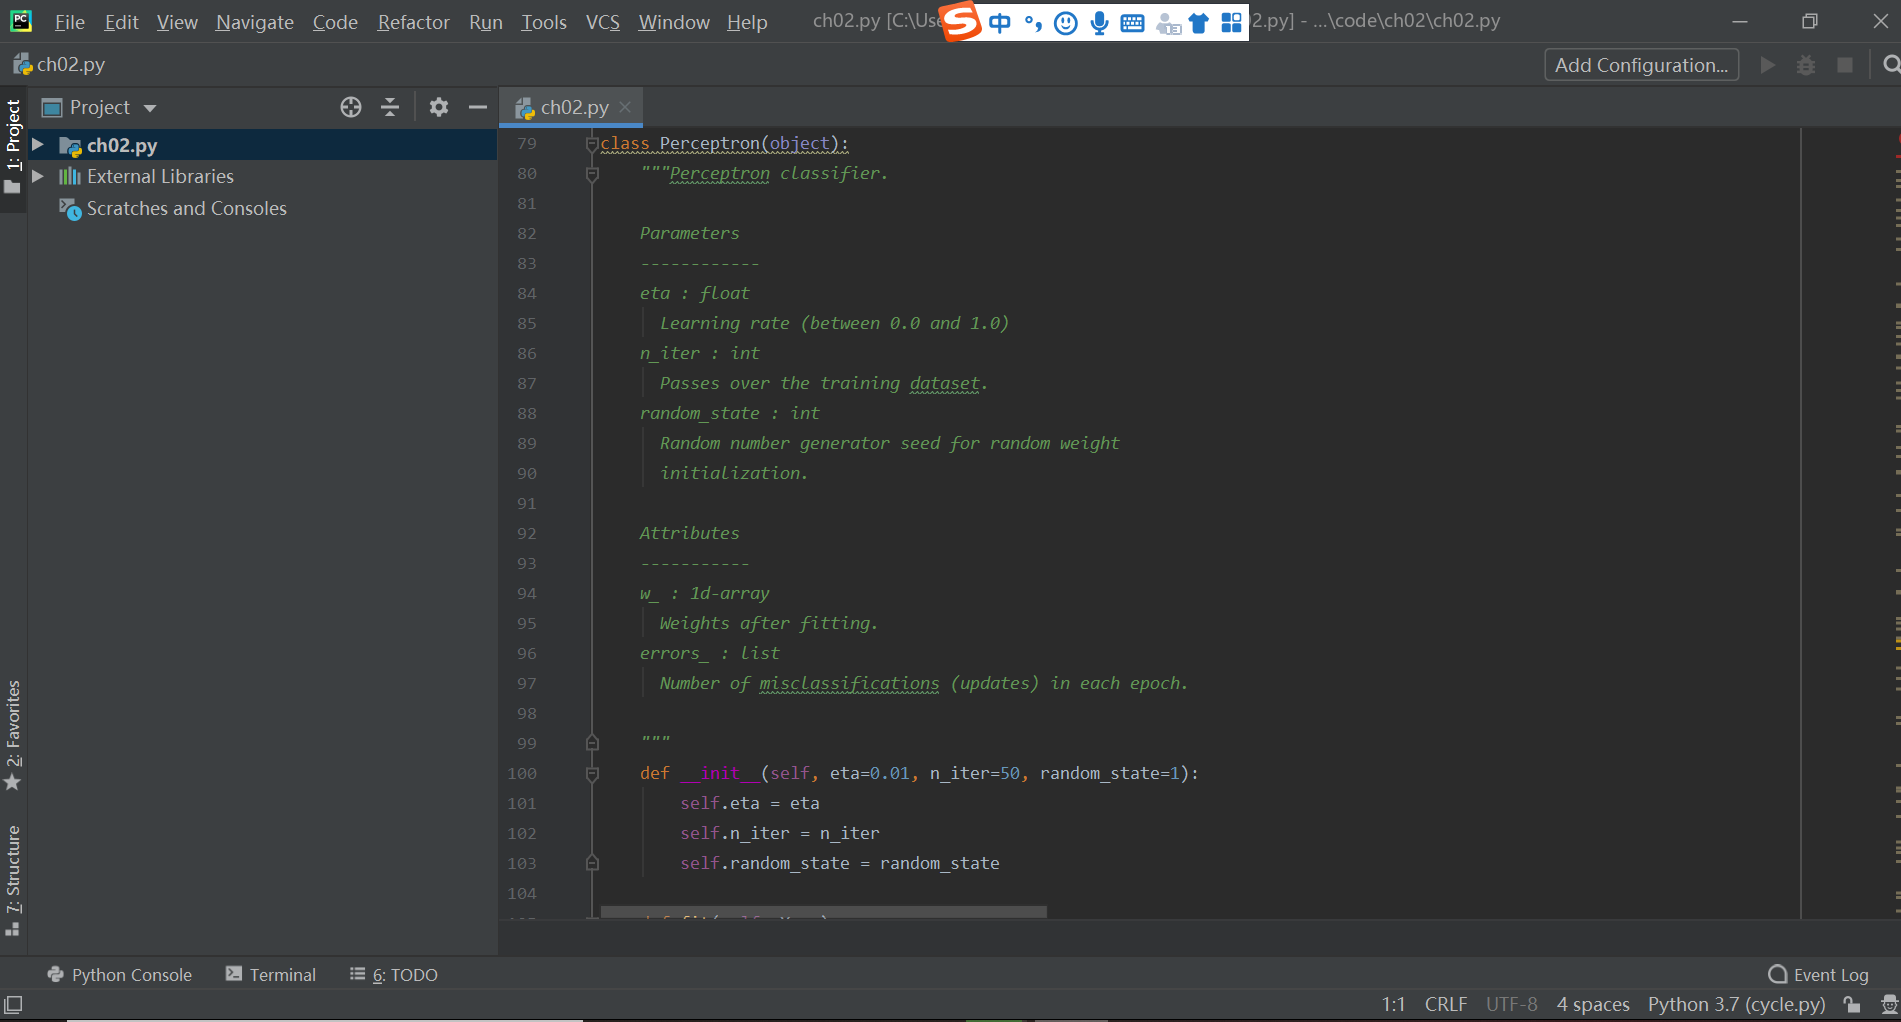 PC File Edit View Navigate Code Refactor Run Tools VCS Window Help ch02.py [C:\Use 中 2.py] - ...\code\ch02\ch02.py
ch02.py Add Configuration...
1: Project
Project
ch02.py
External Libraries
Scratches and Consoles
2: Favorites
7: Structure
ch02.py
79 class Perceptron(object):
80 """Perceptron classifier.
81
82 Parameters
83 ------------
84 eta : float
85 Learning rate (between 0.0 and 1.0)
86 n_iter : int
87 Passes over the training dataset.
88 random_state : int
89 Random number generator seed for random weight
90 initialization.
91
92 Attributes
93 -----------
94 w_ : 1d-array
95 Weights after fitting.
96 errors_ : list
97 Number of misclassifications (updates) in each epoch.
98
99 """
100 def __init__(self, eta=0.01, n_iter=50, random_state=1):
101 self.eta = eta
102 self.n_iter = n_iter
103 self.random_state = random_state
104
Python Console Terminal 6: TODO Event Log
1:1 CRLF UTF-8 4 spaces Python 3.7 (cycle.py)